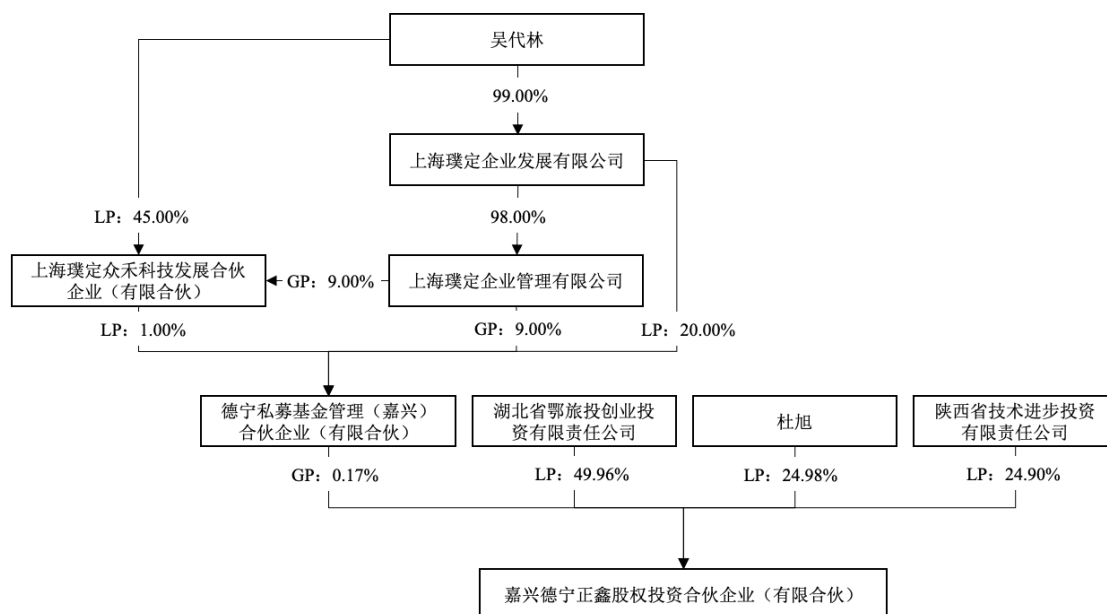 吴代林
99.00%
上海璞定企业发展有限公司
LP：45.00%
98.00%
上海璞定众禾科技发展合伙
企业（有限合伙）
GP：9.00%
上海璞定企业管理有限公司
LP：1.00%
GP：9.00%
LP：20.00%
德宁私募基金管理（嘉兴）
合伙企业（有限合伙）
湖北省鄂旅投创业投
资有限责任公司
杜旭
陕西省技术进步投资
有限责任公司
GP：0.17%
LP：49.96%
LP：24.98%
LP：24.90%
嘉兴德宁正鑫股权投资合伙企业（有限合伙）